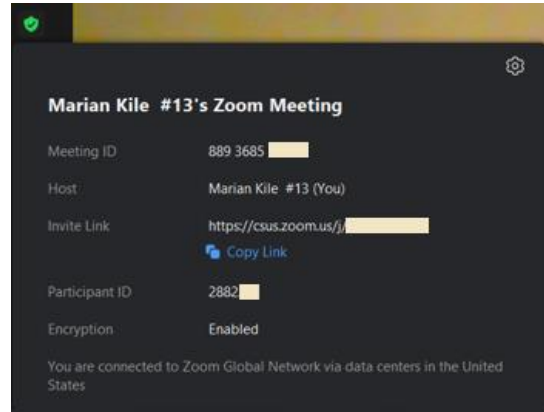 Marian Kile #13's Zoom Meeting
Meeting ID 889 3685
Host Marian Kile #13 (You)
Invite Link https://csus.zoom.us/j/
Copy Link
Participant ID 2882
Encryption Enabled
You are connected to Zoom Global Network via data centers in the United
States